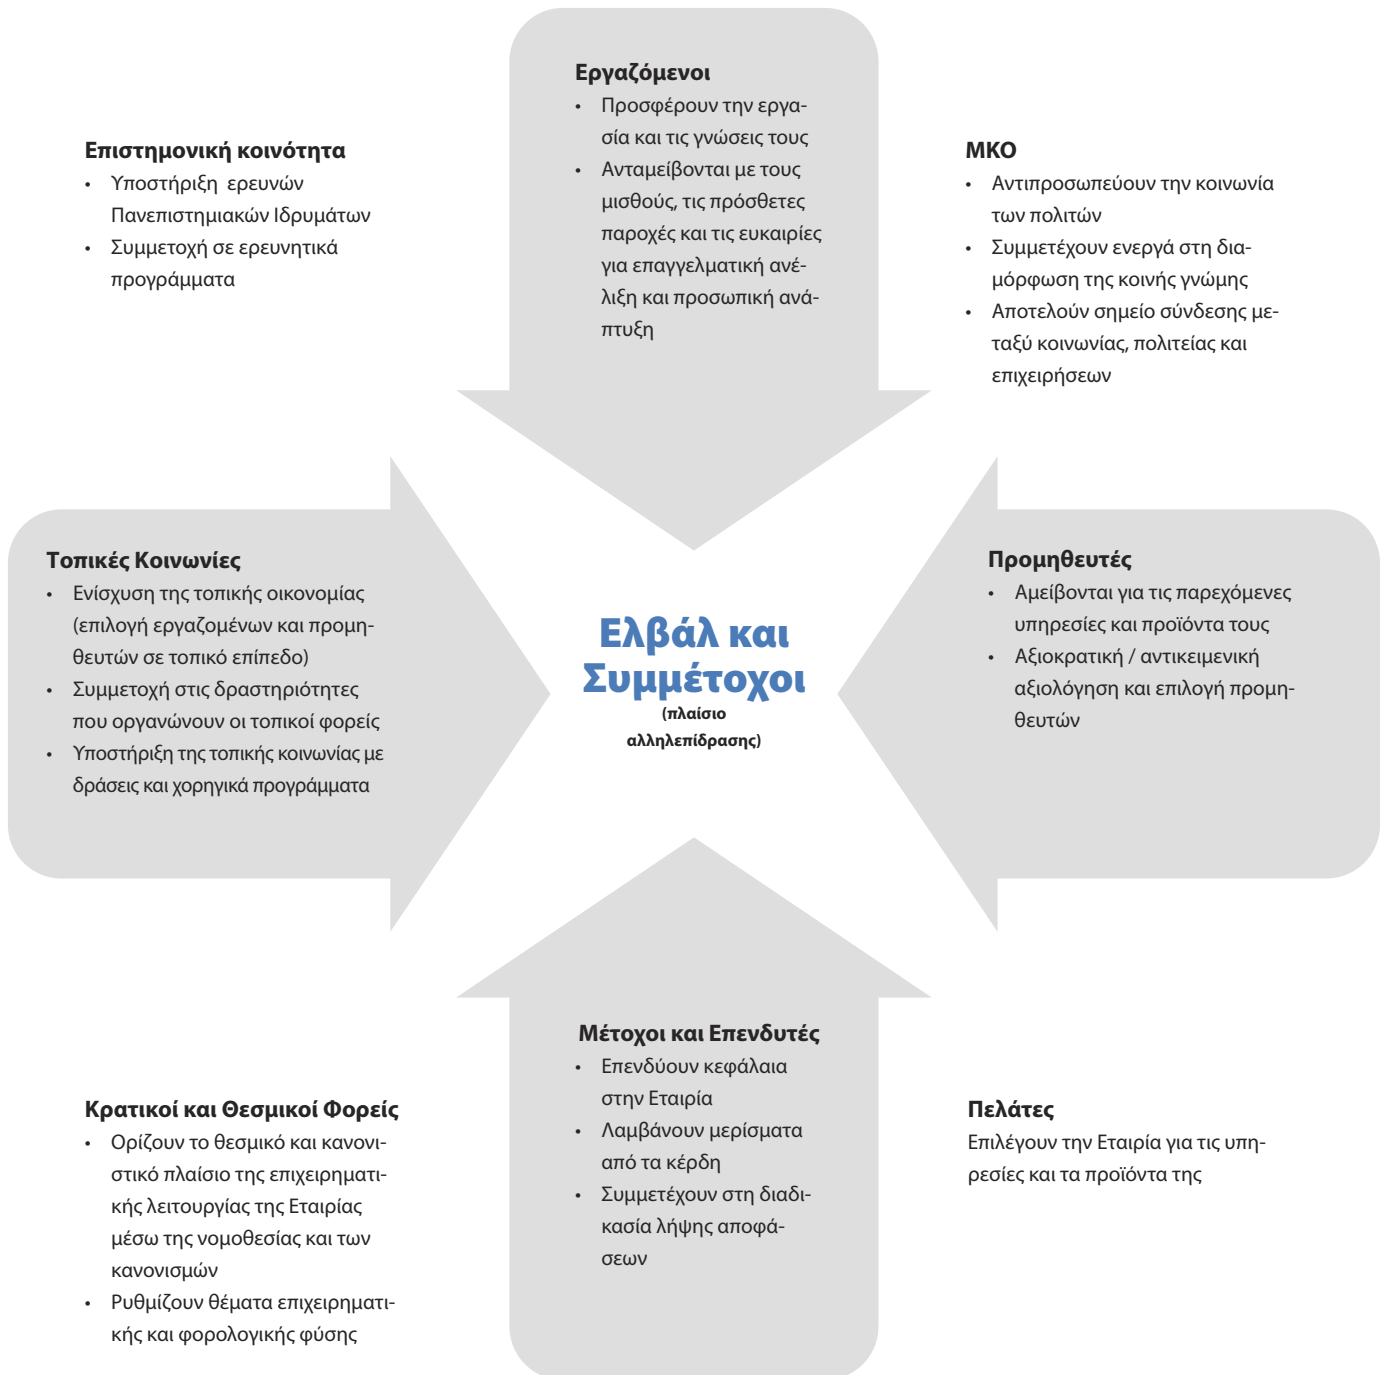 Εργαζόμενοι
• Προσφέρουν την εργα-
σία και τις γνώσεις τους
• Ανταμείβονται με τους
μισθούς, τις πρόσθετες
παροχές και τις ευκαιρίες
για επαγγελματική ανέ-
λιξη και προσωπική ανά-
πτυξη
Επιστημονική κοινότητα
• Υποστήριξη ερευνών
Πανεπιστημιακών Ιδρυμάτων
• Συμμετοχή σε ερευνητικά
προγράμματα
ΜΚΟ
• Αντιπροσωπεύουν την κοινωνία
των πολιτών
• Συμμετέχουν ενεργά στη δια-
μόρφωση της κοινής γνώμης
• Αποτελούν σημείο σύνδεσης με-
ταξύ κοινωνίας, πολιτείας και
επιχειρήσεων
Τοπικές Κοινωνίες
• Ενίσχυση της τοπικής οικονομίας
(επιλογή εργαζομένων και προμη-
θευτών σε τοπικό επίπεδο)
• Συμμετοχή στις δραστηριότητες
που οργανώνουν οι τοπικοί φορείς
• Υποστήριξη της τοπικής κοινωνίας με
δράσεις και χορηγικά προγράμματα
Ελβάλ και
Συμμέτοχοι
(πλαίσιο
αλληλεπίδρασης)
Προμηθευτές
• Αμείβονται για τις παρεχόμενες
υπηρεσίες και προϊόντα τους
• Αξιοκρατική / αντικειμενική
αξιολόγηση και επιλογή προμη-
θευτών
Κρατικοί και Θεσμικοί Φορείς
• Ορίζουν το θεσμικό και κανονι-
στικό πλαίσιο της επιχειρηματι-
κής λειτουργίας της Εταιρίας
μέσω της νομοθεσίας και των
κανονισμών
• Ρυθμίζουν θέματα επιχειρηματι-
κής και φορολογικής φύσης
Μέτοχοι και Επενδυτές
• Επενδύουν κεφάλαια
στην Εταιρία
• Λαμβάνουν μερίσματα
από τα κέρδη
• Συμμετέχουν στη διαδι-
κασία λήψης αποφά-
σεων
Πελάτες
Επιλέγουν την Εταιρία για τις υπη-
ρεσίες και τα προϊόντα της